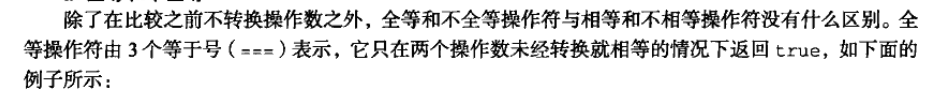 除了在比较之前不转换操作数之外，全等和不全等操作符与相等和不相等操作符没有什么区别。全
等操作符由 3 个等于号（===）表示，它只在两个操作数未经转换就相等的情况下返回 true，如下面的
例子所示：